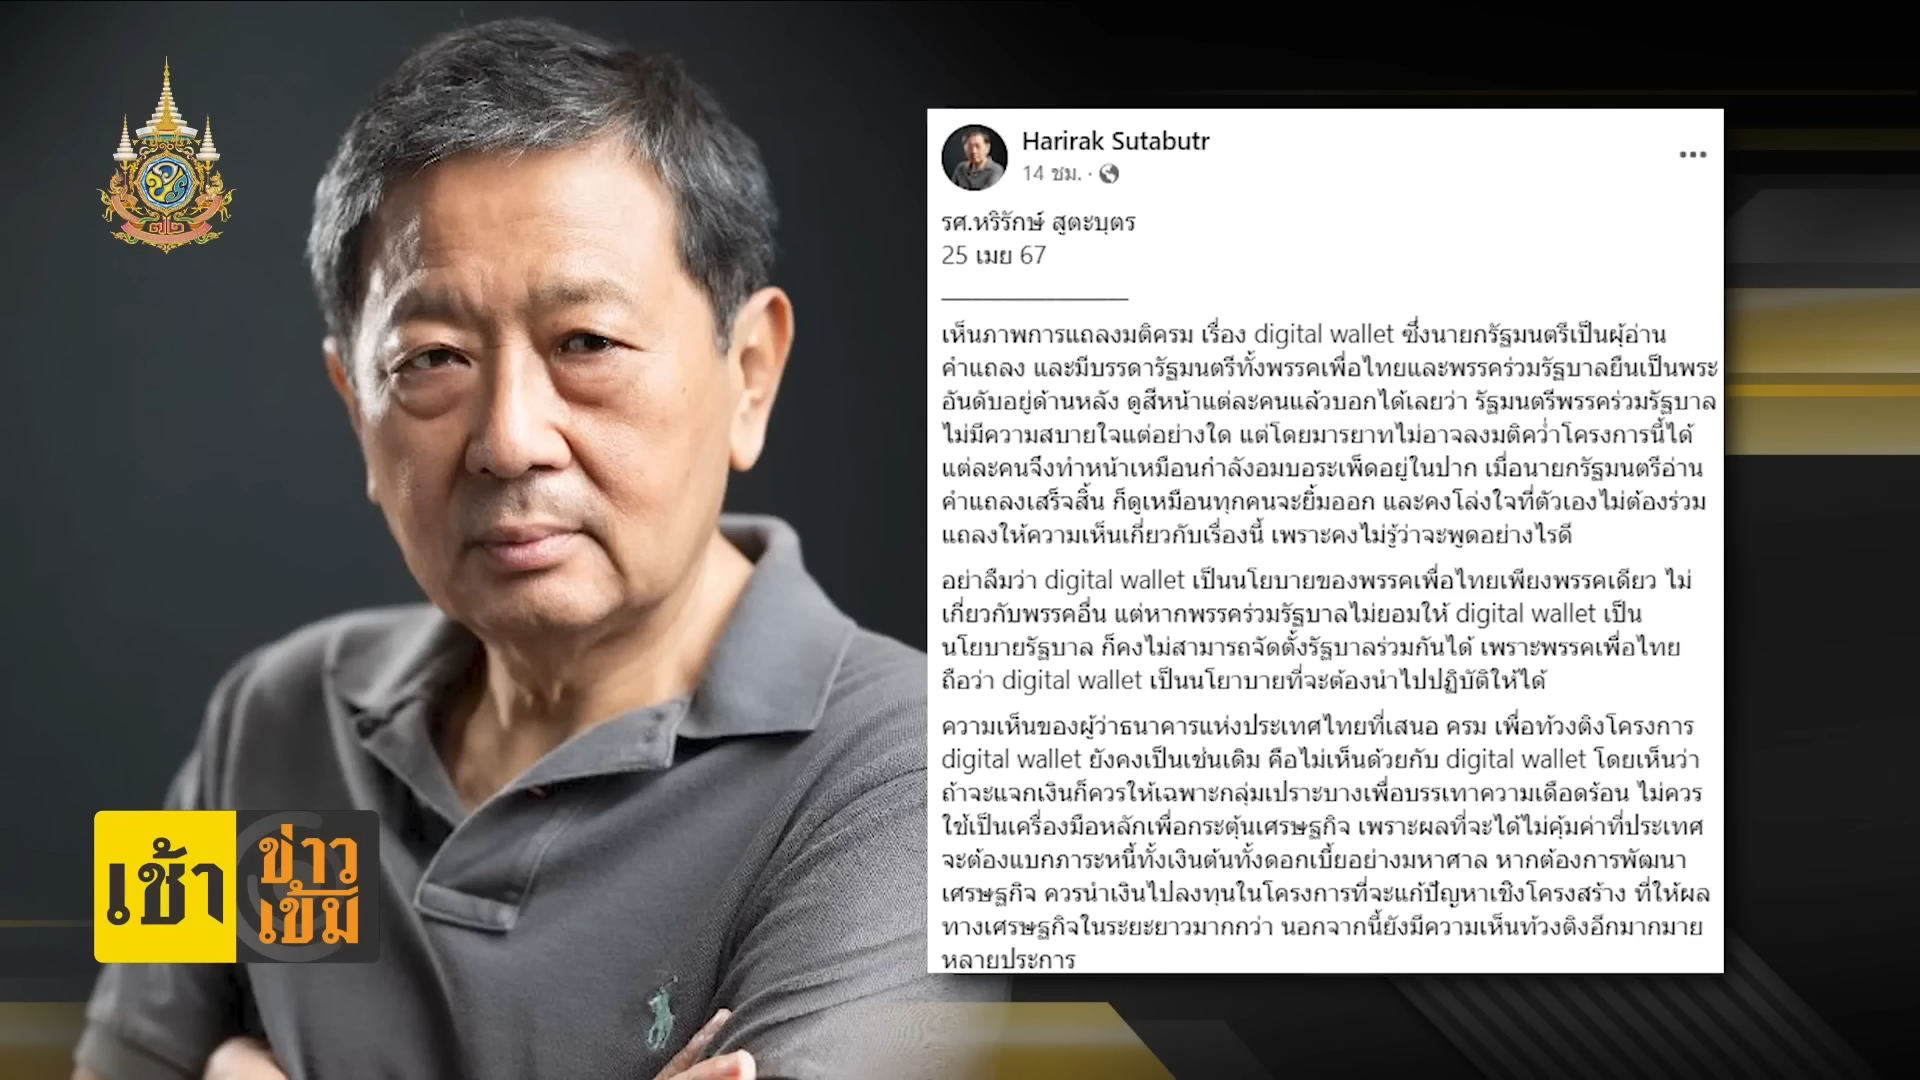 Harirak Sutabutr
14 ชม. ·
รศ.หริรักษ์ สูตะบุตร
25 เมย 67
เห็นภาพการแถลงมติครม เรื่อง digital wallet ซึ่งนายกรัฐมนตรีเป็นผุ้อ่าน
คำแถลง และมีบรรดารัฐมนตรีทั้งพรรคเพื่อไทยและพรรคร่วมรัฐบาลยืนเป็นพระ
อันดับอยู่ด้านหลัง ดูสีหน้าแต่ละคนแล้วบอกได้เลยว่า รัฐมนตรีพรรคร่วมรัฐบาล
ไม่มีความสบายใจแต่อย่างใด แต่โดยมารยาทไม่อาจลงมติคว่ำโครงการนี้ได้
แต่ละคนจึงทำหน้าเหมือนกำลังอมบอระเพ็ดอยู่ในปาก เมื่อนายกรัฐมนตรีอ่าน
คำแถลงเสร็จสิ้น ก็ดูเหมือนทุกคนจะยิ้มออก และคงโล่งใจที่ตัวเองไม่ต้องร่วม
แถลงให้ความเห็นเกี่ยวกับเรื่องนี้ เพราะคงไม่รู้ว่าจะพูดอย่างไรดี
อย่าลืมว่า digital wallet เป็นนโยบายของพรรคเพื่อไทยเพียงพรรคเดียว ไม่
เกี่ยวกับพรรคอื่น แต่หากพรรคร่วมรัฐบาลไม่ยอมให้ digital wallet เป็น
นโยบายรัฐบาล ก็คงไม่สามารถจัดตั้งรัฐบาลร่วมกันได้ เพราะพรรคเพื่อไทย
ถือว่า digital wallet เป็นนโยาบายที่จะต้องนำไปปฏิบัติให้ได้
ความเห็นของผู้ว่าธนาคารแห่งประเทศไทยที่เสนอ ครม เพื่อท้วงติงโครงการ
digital wallet ยังคงเป็นเช่นเดิม คือไม่เห็นด้วยกับ digital wallet โดยเห็นว่า
ถ้าจะแจกเงินก็ควรให้เฉพาะกลุ่มเปราะบางเพื่อบรรเทาความเดือดร้อน ไม่ควร
ใช้เป็นเครื่องมือหลักเพื่อกระตุ้นเศรษฐกิจ เพราะผลที่จะได้ไม่คุ้มค่าที่ประเทศ
จะต้องแบกภาระหนี้ทั้งเงินต้นทั้งดอกเบี้ยอย่างมหาศาล หากต้องการพัฒนา
เศรษฐกิจ ควรนำเงินไปลงทุนในโครงการที่จะแก้ปัญหาเชิงโครงสร้าง ที่ให้ผล
ทางเศรษฐกิจในระยะยาวมากกว่า นอกจากนี้ยังมีความเห็นท้วงติงอีกมากมาย
หลายประการ
เช้า
ข่าว
เข้ม
๗๒